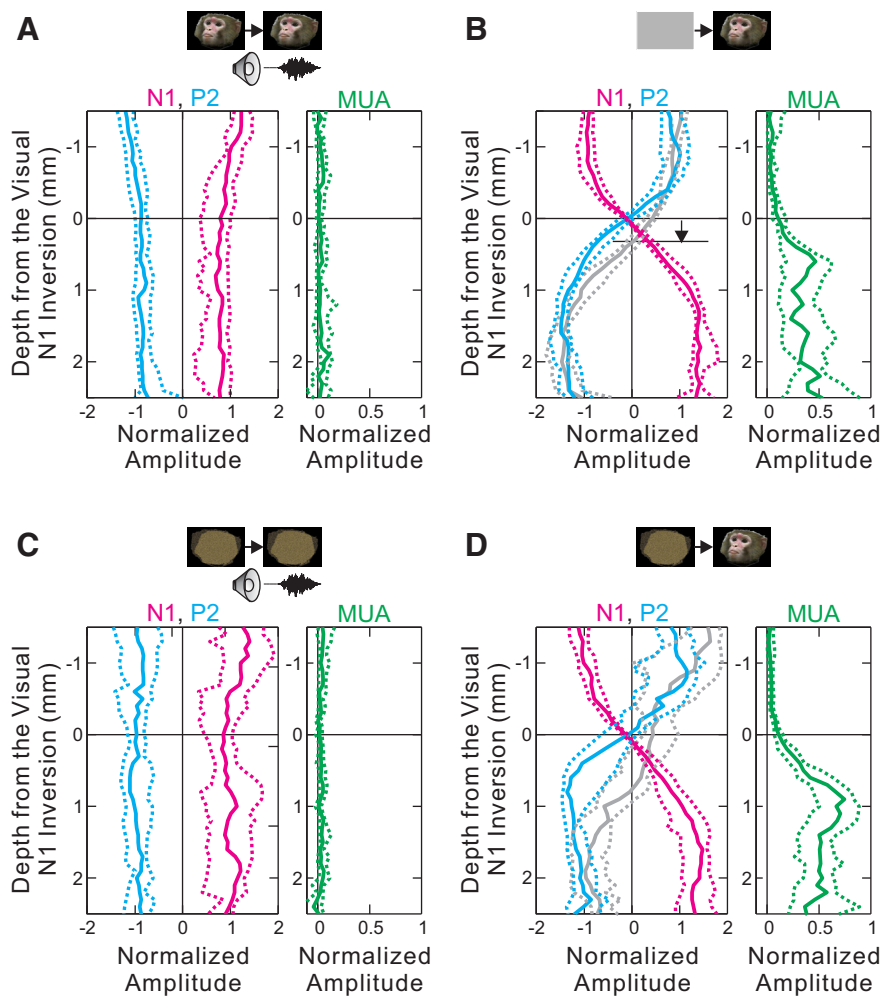 A
N1, P2
MUA
Depth from the Visual
N1 Inversion (mm)
-1
0
1
2
-2 -1 0 1 2
Normalized
Amplitude
0 0.5 1
Normalized
Amplitude
B
N1, P2
MUA
Depth from the Visual
N1 Inversion (mm)
-1
0
1
2
-2 -1 0 1 2
Normalized
Amplitude
0 0.5 1
Normalized
Amplitude
C
N1, P2
MUA
Depth from the Visual
N1 Inversion (mm)
-1
0
1
2
-2 -1 0 1 2
Normalized
Amplitude
0 0.5 1
Normalized
Amplitude
D
N1, P2
MUA
Depth from the Visual
N1 Inversion (mm)
-1
0
1
2
-2 -1 0 1 2
Normalized
Amplitude
0 0.5 1
Normalized
Amplitude